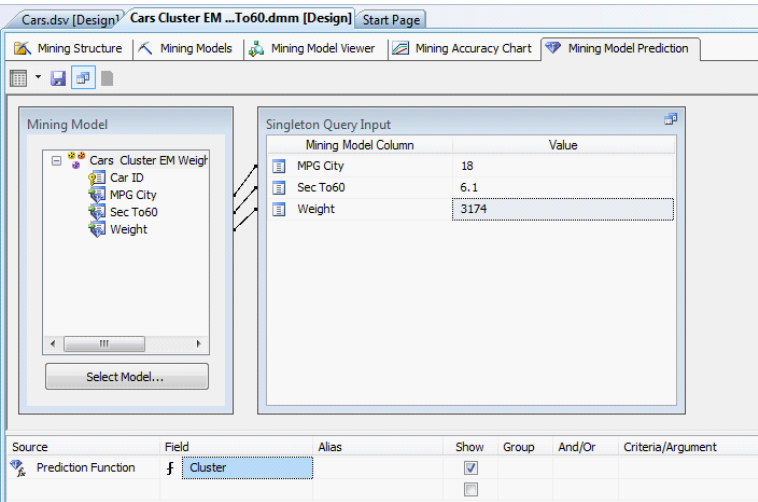 Cars.dsv [Design] Cars Cluster EM ...To60.dmm [Design] Start Page
Mining Structure Mining Models Mining Model Viewer Mining Accuracy Chart Mining Model Prediction
Mining Model
Cars Cluster EM Weigh
Car ID
MPG City
Sec To60
Weight
Select Model...
Singleton Query Input
Mining Model Column Value
MPG City 18
Sec To60 6.1
Weight 3174
Source Field Alias Show Group And/Or Criteria/Argument
Prediction Function Cluster